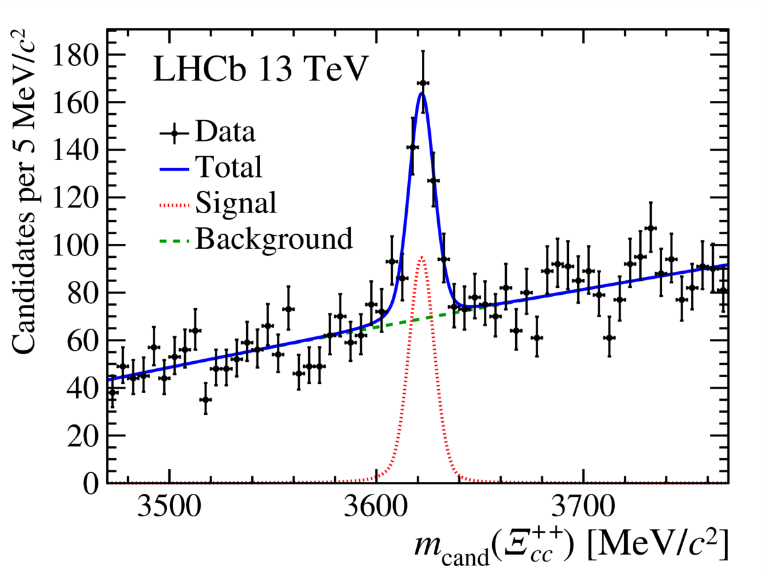 Candidates per 5 MeV/c²
180
160
140
120
100
80
60
40
20
0
LHCb 13 TeV
Data
Total
Signal
Background
3500 3600 3700
m_cand(Ξ_cc^++) [MeV/c²]